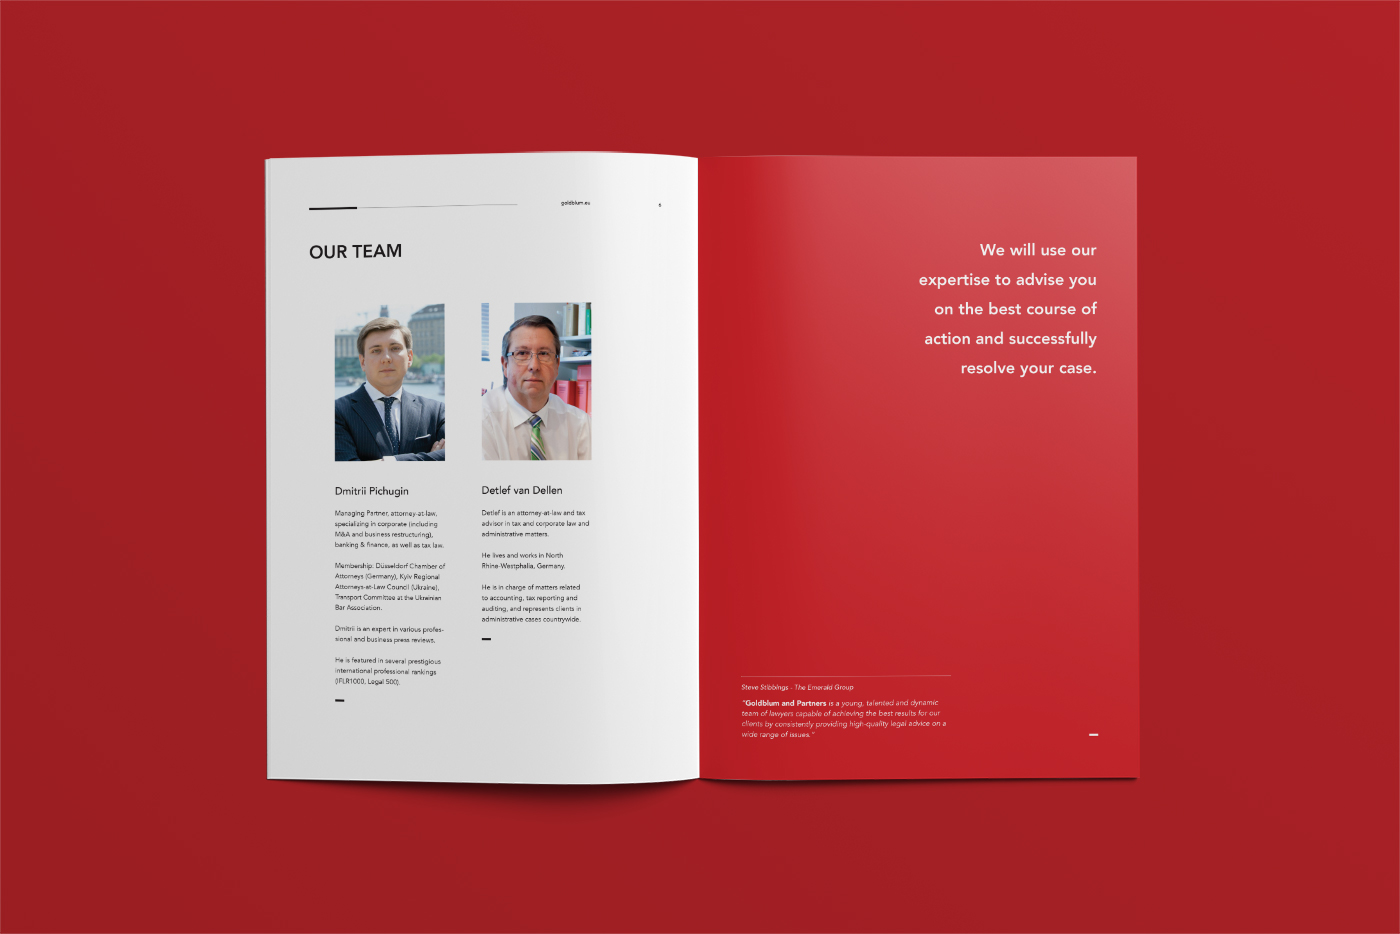 goldblum.eu
6
OUR TEAM
Dmitrii Pichugin
Managing Partner, attorney-at-law,
specializing in corporate (including
M&A and business restructuring),
banking & finance, as well as tax law.
Membership: Düsseldorf Chamber of
Attorneys (Germany), Kyiv Regional
Attorneys-at-Law Council (Ukraine),
Transport Committee at the Ukrainian
Bar Association.
Dmitrii is an expert in various profes-
sional and business press reviews.
He is featured in several prestigious
international professional rankings
(IFLR1000, Legal 500).
Detlef van Dellen
Detlef is an attorney-at-law and tax
advisor in tax and corporate law and
administrative matters.
He lives and works in North
Rhine-Westphalia, Germany.
He is in charge of matters related
to accounting, tax reporting and
auditing, and represents clients in
administrative cases countrywide.
We will use our
expertise to advise you
on the best course of
action and successfully
resolve your case.
Steve Stibbings - The Emerald Group
"Goldblum and Partners is a young, talented and dynamic
team of lawyers capable of achieving the best results for our
clients by consistently providing high-quality legal advice on a
wide range of issues."